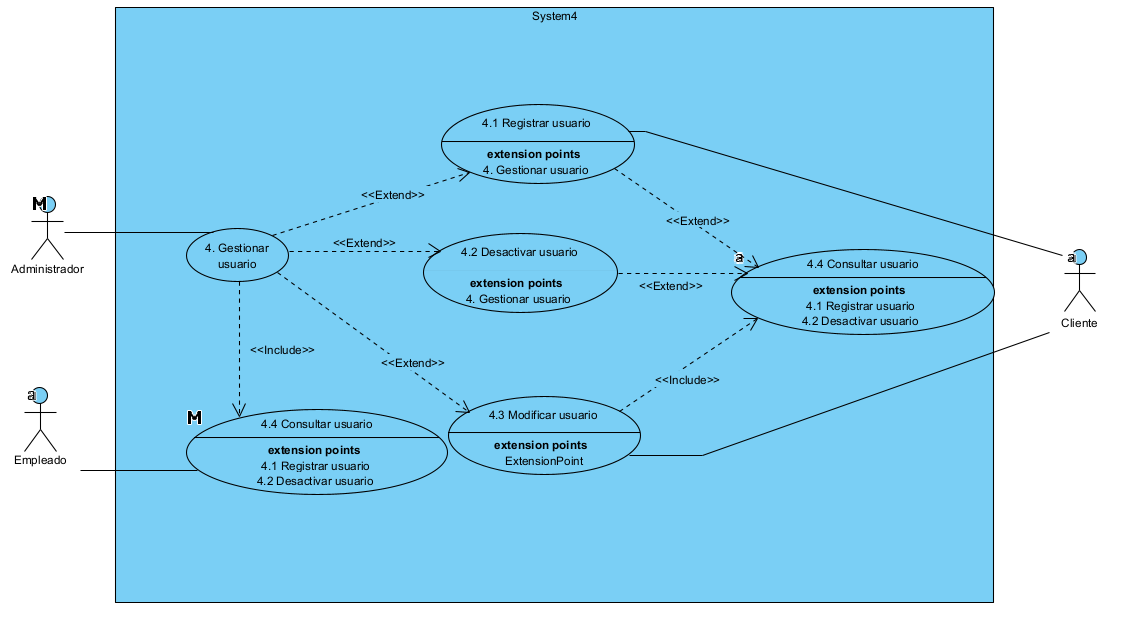 System4
4.1 Registrar usuario
extension points
4. Gestionar usuario
<<Extend>>
M
Administrador
4. Gestionar
usuario
<<Extend>>
4.2 Desactivar usuario
extension points
4. Gestionar usuario
<<Extend>>
<<Extend>>
a
4.4 Consultar usuario
extension points
4.1 Registrar usuario
4.2 Desactivar usuario
a
Cliente
<<Include>>
<<Extend>>
<<Include>>
a
Empleado
M
4.4 Consultar usuario
extension points
4.1 Registrar usuario
4.2 Desactivar usuario
4.3 Modificar usuario
extension points
ExtensionPoint